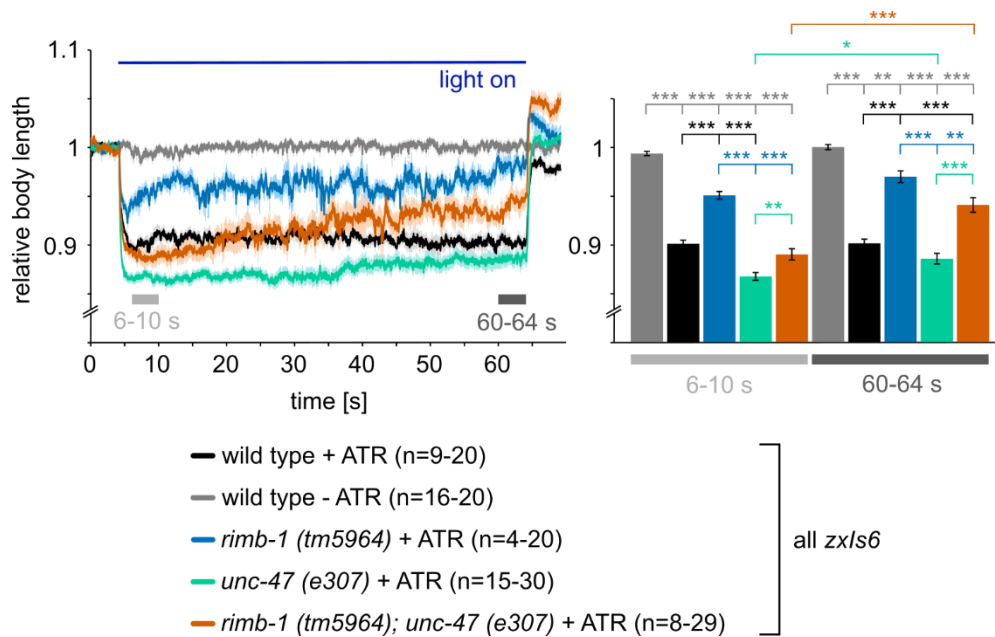 1.1
1
0.9
relative body length
light on
6-10 s
60-64 s
0 10 20 30 40 50 60
time [s]
***
*
*** *** *** ***
*** ** *** ***
*** ***
*** ***
*** ***
*** **
**
***
1
0.9
6-10 s 60-64 s
wild type + ATR (n=9-20)
wild type - ATR (n=16-20)
rimb-1 (tm5964) + ATR (n=4-20)
unc-47 (e307) + ATR (n=15-30)
rimb-1 (tm5964); unc-47 (e307) + ATR (n=8-29)
all zxIs6